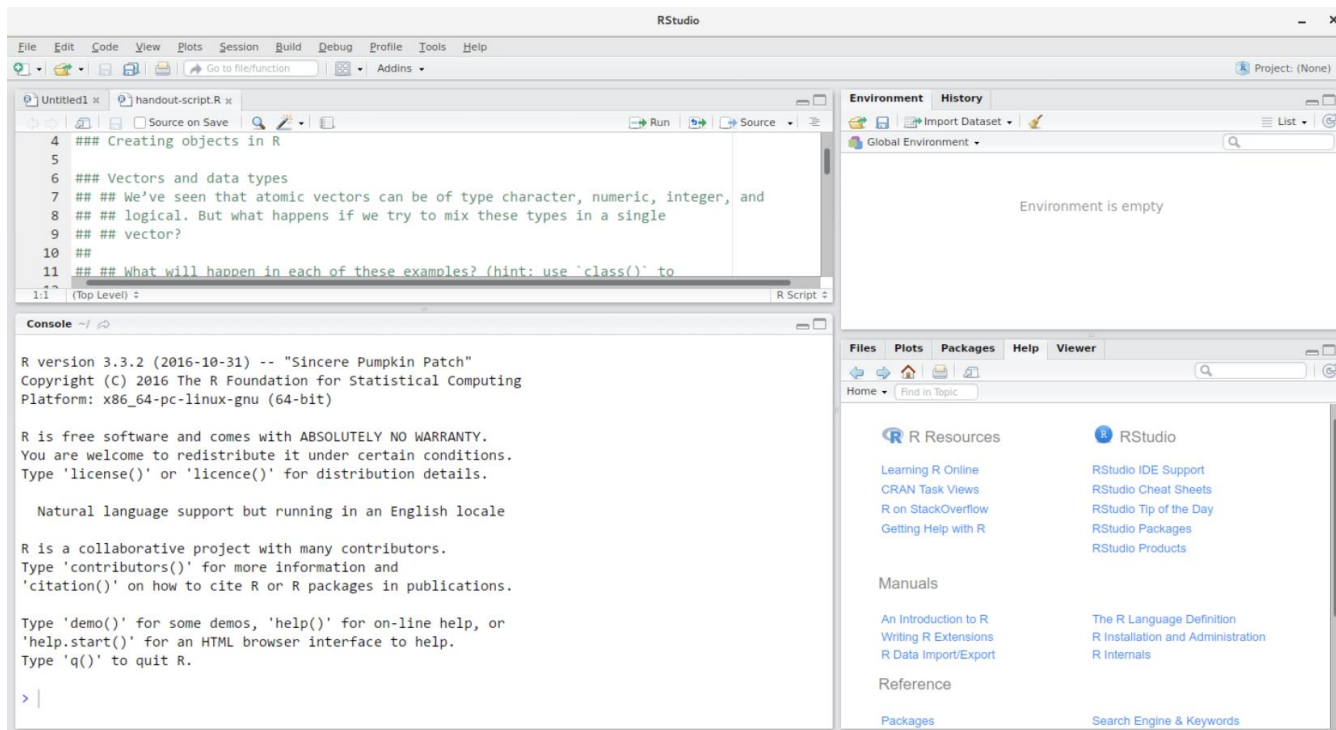 RStudio
File Edit Code View Plots Session Build Debug Profile Tools Help
Go to file/function Addins Project: (None)
Untitled1 handout-script.R
Source on Save Run Source
4 ### Creating objects in R
5
6 ### Vectors and data types
7 ## ## We’ve seen that atomic vectors can be of type character, numeric, integer, and
8 ## ## logical. But what happens if we try to mix these types in a single
9 ## ## vector?
10 ##
11 ## ## What will happen in each of these examples? (hint: use `class()` to
1:1 (Top Level) R Script
Console ~/
R version 3.3.2 (2016-10-31) -- "Sincere Pumpkin Patch"
Copyright (C) 2016 The R Foundation for Statistical Computing
Platform: x86_64-pc-linux-gnu (64-bit)
R is free software and comes with ABSOLUTELY NO WARRANTY.
You are welcome to redistribute it under certain conditions.
Type 'license()' or 'licence()' for distribution details.
Natural language support but running in an English locale
R is a collaborative project with many contributors.
Type 'contributors()' for more information and
'citation()' on how to cite R or R packages in publications.
Type 'demo()' for some demos, 'help()' for on-line help, or
'help.start()' for an HTML browser interface to help.
Type 'q()' to quit R.
>
Environment History
Import Dataset List
Global Environment
Environment is empty
Files Plots Packages Help Viewer
Home Find in Topic
R R Resources
Learning R Online
CRAN Task Views
R on StackOverflow
Getting Help with R
R RStudio
RStudio IDE Support
RStudio Cheat Sheets
RStudio Tip of the Day
RStudio Packages
RStudio Products
Manuals
An Introduction to R
Writing R Extensions
R Data Import/Export
The R Language Definition
R Installation and Administration
R Internals
Reference
Packages
Search Engine & Keywords